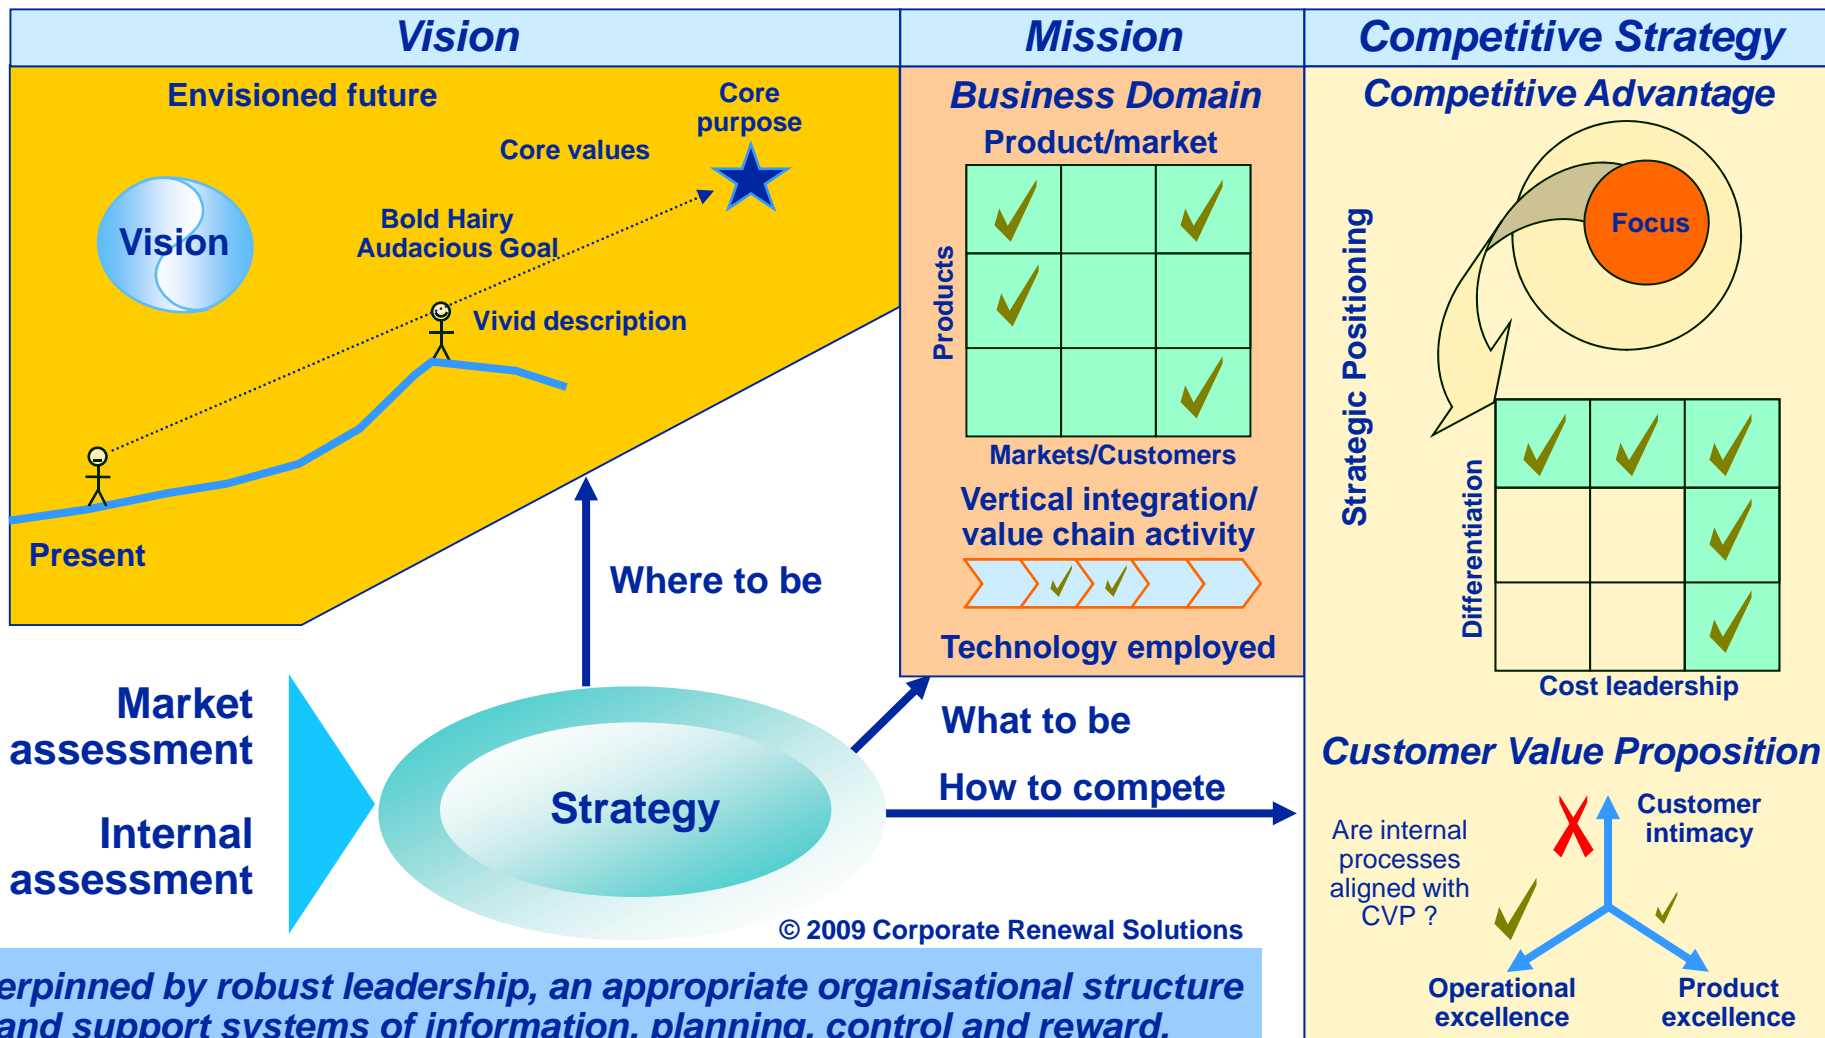 Vision
Mission
Competitive Strategy
Envisioned future
Core
purpose
Core values
Vision
Bold Hairy
Audacious Goal
Vivid description
Present
Where to be
Business Domain
Product/market
Products
Markets/Customers
Vertical integration/
value chain activity
Technology employed
Competitive Advantage
Focus
Strategic Positioning
Differentiation
Cost leadership
Market
assessment
Internal
assessment
Strategy
What to be
How to compete
Customer Value Proposition
Are internal
processes
aligned with
CVP ?
Customer
intimacy
Operational
excellence
Product
excellence
© 2009 Corporate Renewal Solutions
erpinned by robust leadership, an appropriate organisational structure
and support systems of information, planning, control and reward.